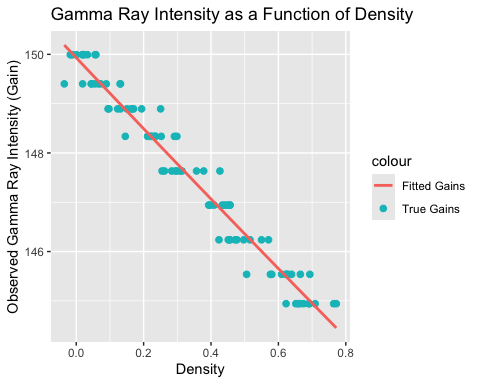 Gamma Ray Intensity as a Function of Density
Observed Gamma Ray Intensity (Gain)
150
148
146
0.0
0.2
0.4
0.6
0.8
Density
colour
Fitted Gains
True Gains